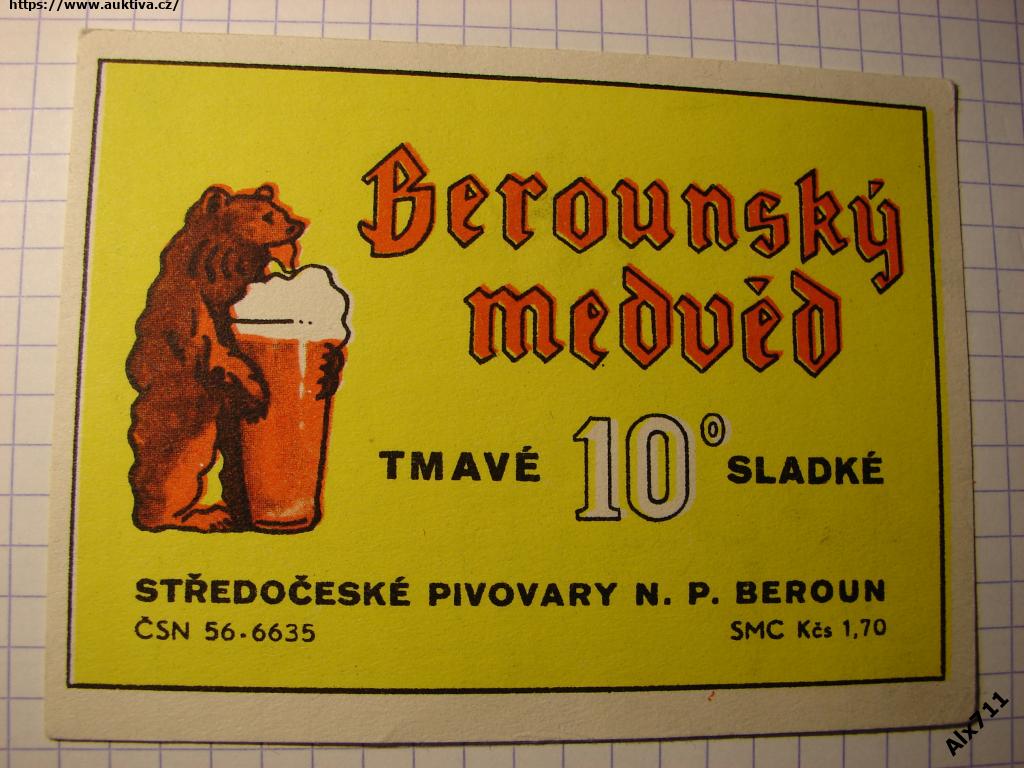 https://www.auktiva.cz/
Berounský
medvěd
TMAVÉ 10° SLADKÉ
STŘEDOČESKÉ PIVOVARY N. P. BEROUN
ČSN 56-6635 SMC Kčs 1,70
Alx711